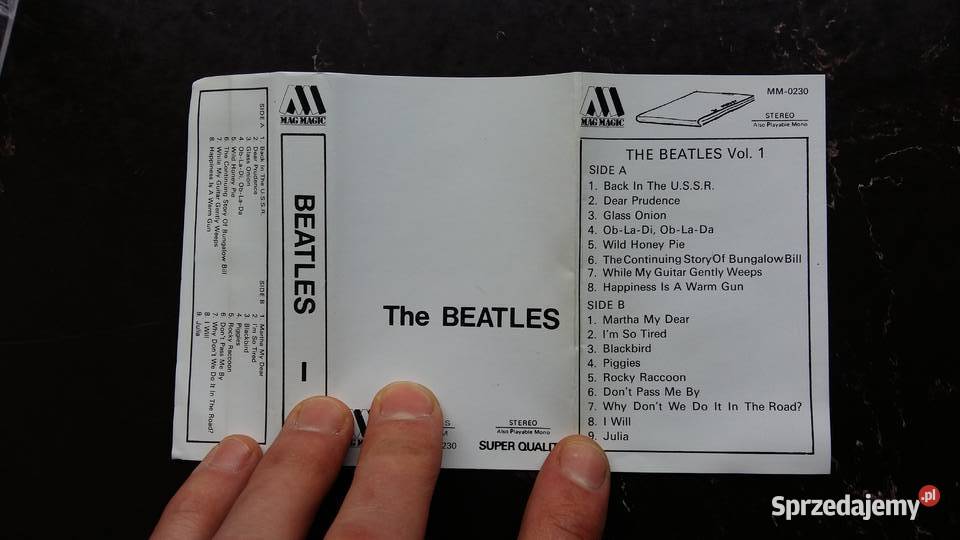 SIDE A
1. Back In The U.S.S.R.
2. Dear Prudence
3. Glass Onion
4. Ob-La-Di, Ob-La-Da
5. Wild Honey Pie
6. The Continuing Story Of Bungalow Bill
7. While My Guitar Gently Weeps
8. Happiness Is A Warm Gun
SIDE B
1. Martha My Dear
2. I'm So Tired
3. Blackbird
4. Piggies
5. Rocky Raccoon
6. Don't Pass Me By
7. Why Don't We Do It In The Road?
8. I Will
9. Julia
MAG MAGIC
BEATLES – I
The BEATLES
STEREO
Also Playable Mono
230
SUPER QUALIT
MAG MAGIC
MM-0230
STEREO
Also Playable Mono
THE BEATLES Vol. 1
SIDE A
1. Back In The U.S.S.R.
2. Dear Prudence
3. Glass Onion
4. Ob-La-Di, Ob-La-Da
5. Wild Honey Pie
6. The Continuing Story Of Bungalow Bill
7. While My Guitar Gently Weeps
8. Happiness Is A Warm Gun
SIDE B
1. Martha My Dear
2. I'm So Tired
3. Blackbird
4. Piggies
5. Rocky Raccoon
6. Don't Pass Me By
7. Why Don't We Do It In The Road?
8. I Will
9. Julia
Sprzedajemy.pl